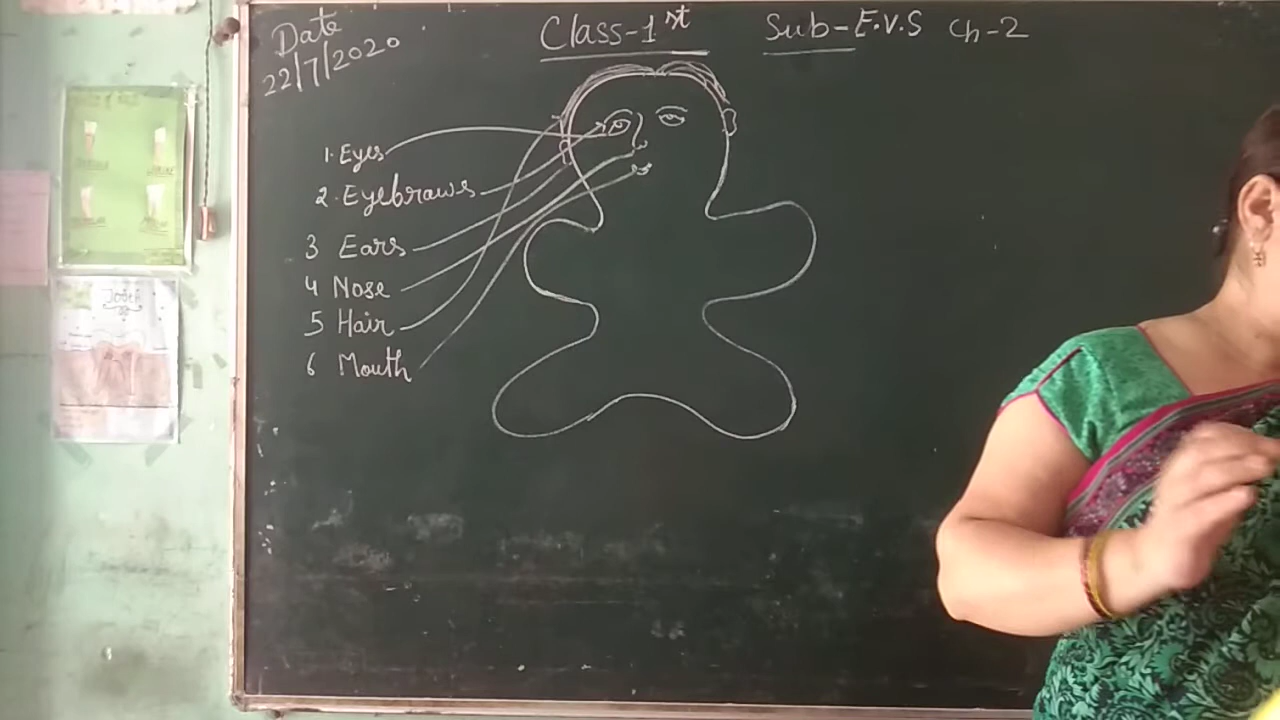 Date
22/7/2020
Class-1st
Sub-E.V.S Ch-2
1. Eyes
2. Eyebraws
3 Ears
4 Nose
5 Hair
6 Mouth